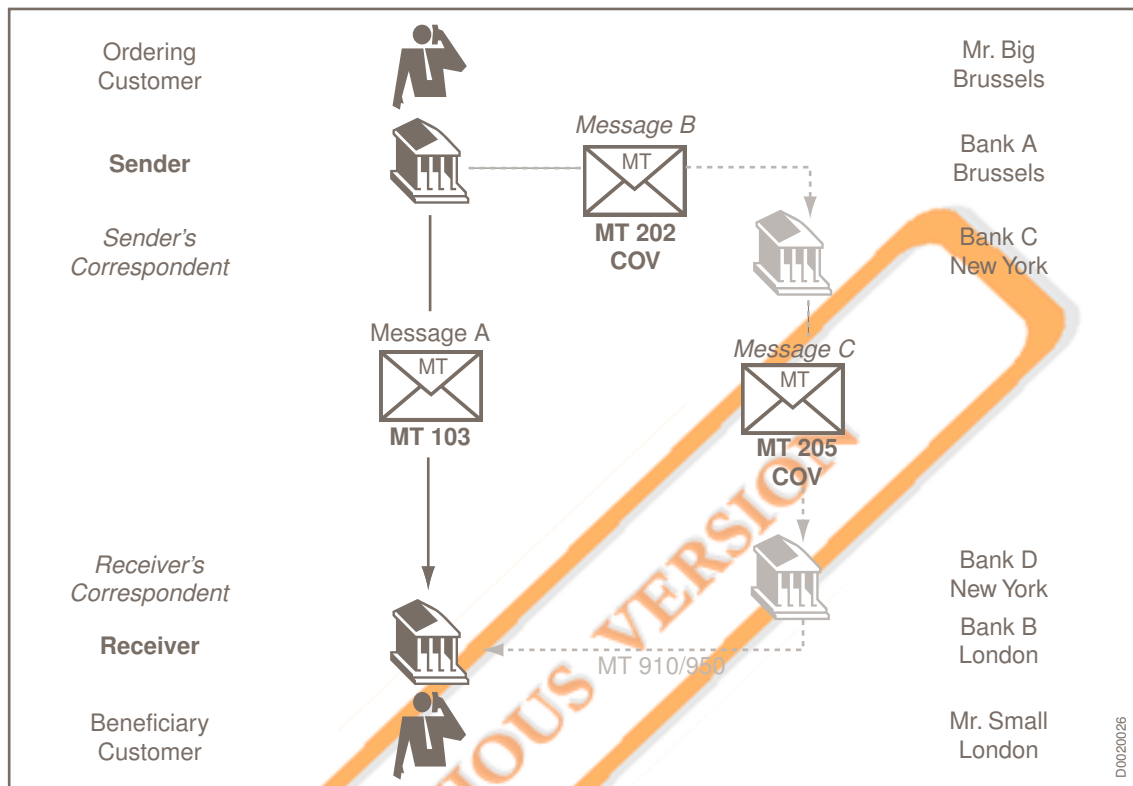 Ordering
Customer
Mr. Big
Brussels
Message B
Sender
MT
Bank A
Brussels
MT 202
COV
Sender's
Correspondent
Bank C
New York
Message A
MT
MT 103
Message C
MT
MT 205
COV
Receiver's
Correspondent
Bank D
New York
Receiver
MT 910/950
Bank B
London
Beneficiary
Customer
Mr. Small
London
D0020026
IOUS VERSION